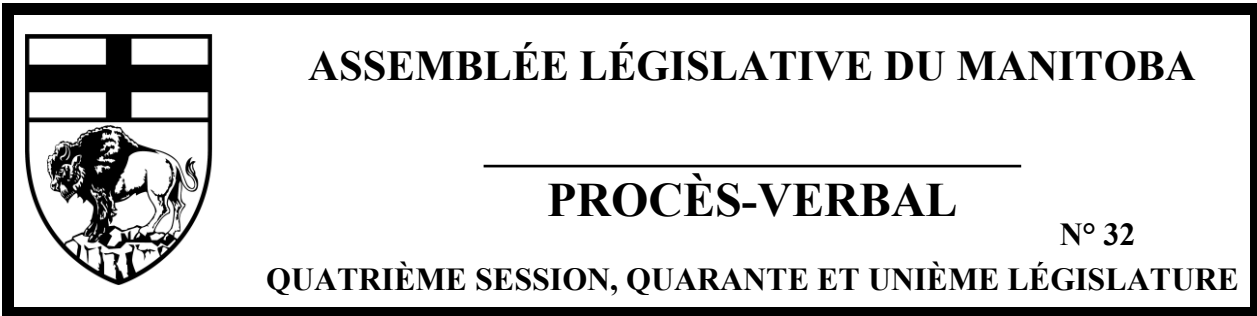 ASSEMBLÉE LÉGISLATIVE DU MANITOBA
PROCÈS-VERBAL
N° 32
QUATRIÈME SESSION, QUARANTE ET UNIÈME LÉGISLATURE